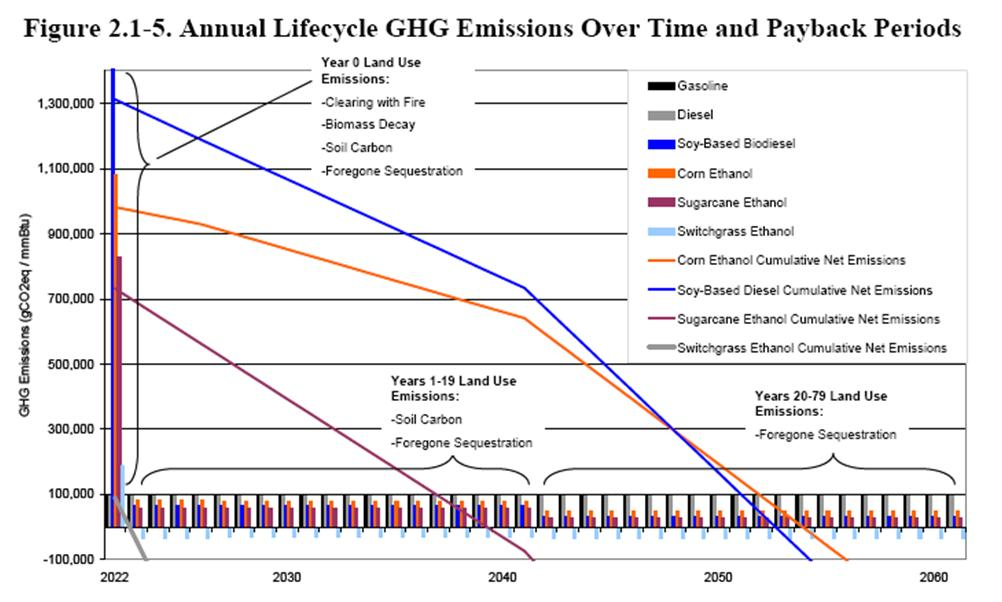 Figure 2.1-5. Annual Lifecycle GHG Emissions Over Time and Payback Periods
Year 0 Land Use
Emissions:
-Clearing with Fire
-Biomass Decay
-Soil Carbon
-Foregone Sequestration
Gasoline
Diesel
Soy-Based Biodiesel
Corn Ethanol
Sugarcane Ethanol
Switchgrass Ethanol
Corn Ethanol Cumulative Net Emissions
Soy-Based Diesel Cumulative Net Emissions
Sugarcane Ethanol Cumulative Net Emissions
Switchgrass Ethanol Cumulative Net Emissions
GHG Emissions (gCO2eq / mmBtu)
1,300,000
1,100,000
900,000
700,000
500,000
300,000
100,000
-100,000
Years 1-19 Land Use
Emissions:
-Soil Carbon
-Foregone Sequestration
Years 20-79 Land Use
Emissions:
-Foregone Sequestration
2022 2030 2040 2050 2060